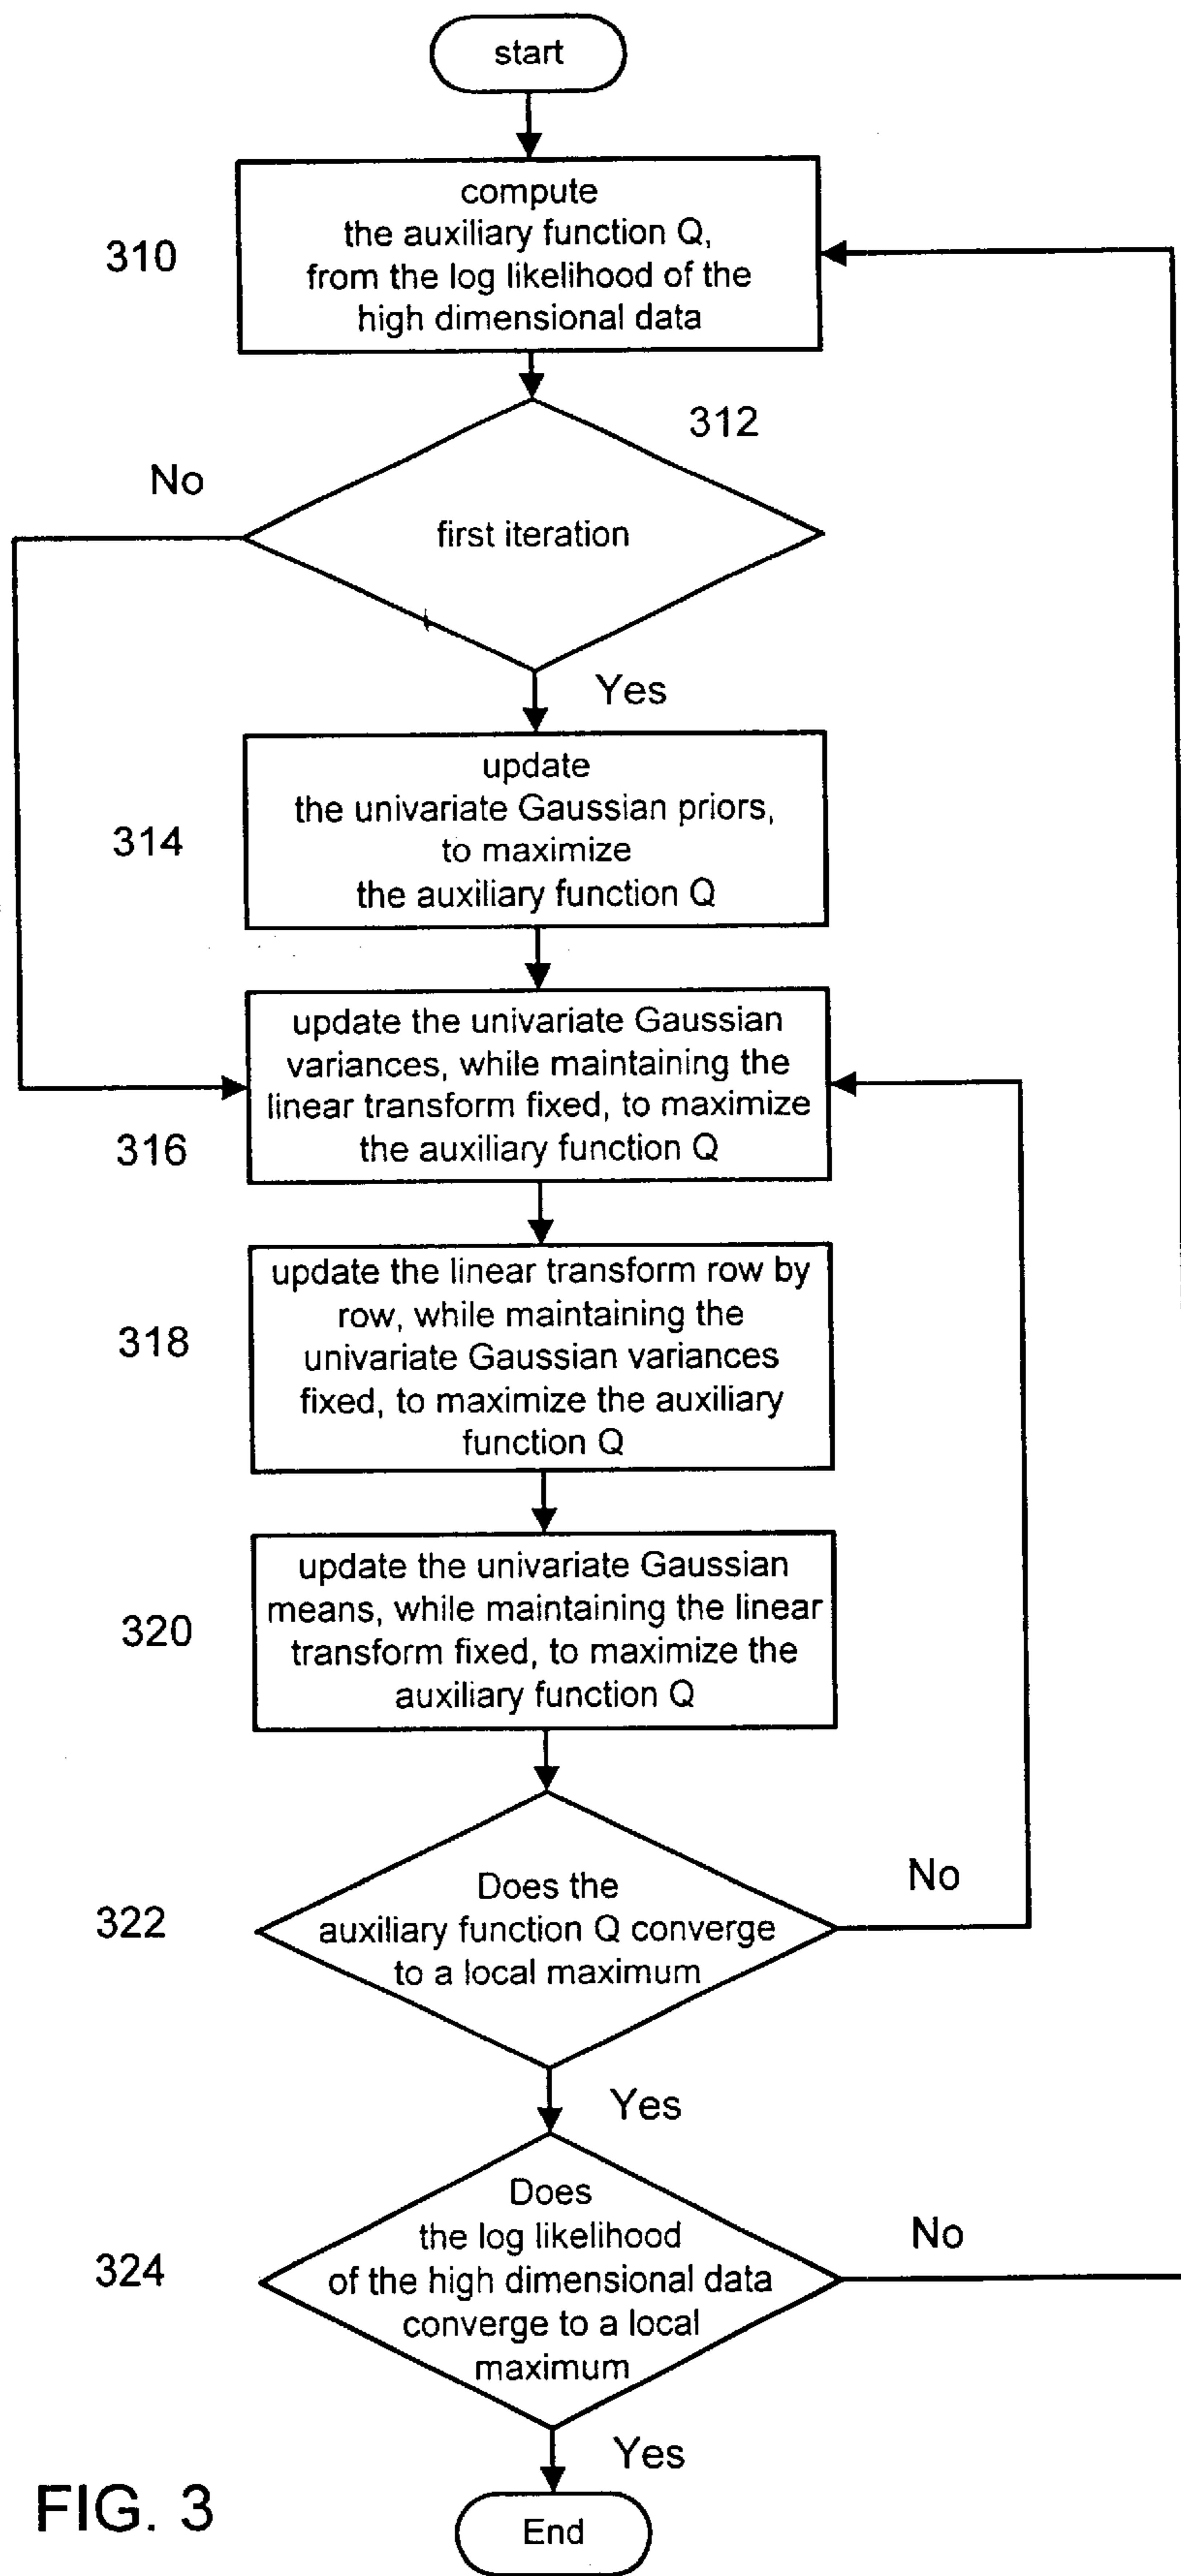 start
compute
the auxiliary function Q,
from the log likelihood of the
high dimensional data
310
312
No
first iteration
Yes
update
the univariate Gaussian priors,
to maximize
the auxiliary function Q
314
update the univariate Gaussian
variances, while maintaining the
linear transform fixed, to maximize
the auxiliary function Q
316
update the linear transform row by
row, while maintaining the
univariate Gaussian variances
fixed, to maximize the auxiliary
function Q
318
update the univariate Gaussian
means, while maintaining the linear
transform fixed, to maximize the
auxiliary function Q
320
No
Does the
auxiliary function Q converge
to a local maximum
322
Yes
Does
the log likelihood
of the high dimensional data
converge to a local
maximum
No
324
Yes
End
FIG. 3